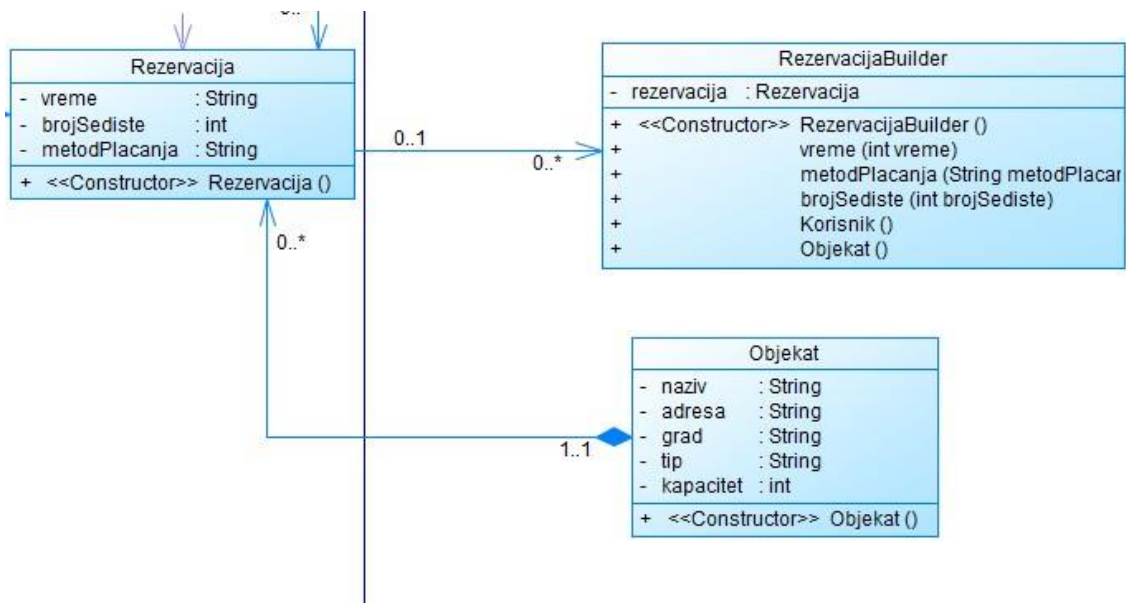 Rezervacija
- vreme : String
- brojSediste : int
- metodPlacanja : String
+ <<Constructor>> Rezervacija ()
0..1
0..*
RezervacijaBuilder
- rezervacija : Rezervacija
+ <<Constructor>> RezervacijaBuilder ()
+ vreme (int vreme)
+ metodPlacanja (String metodPlacan
+ brojSediste (int brojSediste)
+ Korisnik ()
+ Objekat ()
0..*
1..1
Objekat
- naziv : String
- adresa : String
- grad : String
- tip : String
- kapacitet : int
+ <<Constructor>> Objekat ()